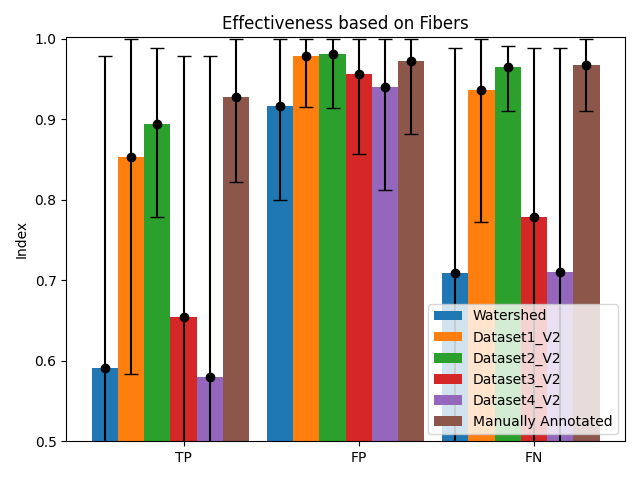 Effectiveness based on Fibers
Index
1.0
0.9
0.8
0.7
0.6
0.5
TP
FP
FN
Watershed
Dataset1_V2
Dataset2_V2
Dataset3_V2
Dataset4_V2
Manually Annotated